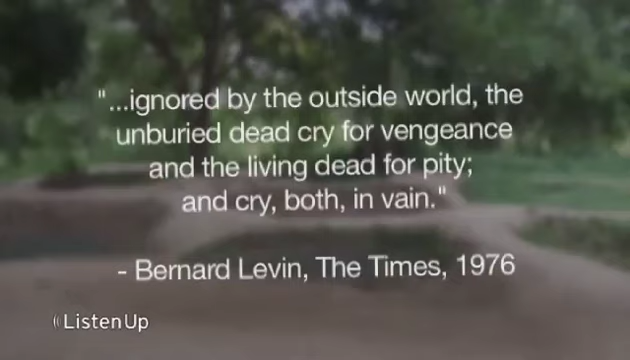 "...ignored by the outside world, the
unburied dead cry for vengeance
and the living dead for pity;
and cry, both, in vain."
- Bernard Levin, The Times, 1976
ListenUp